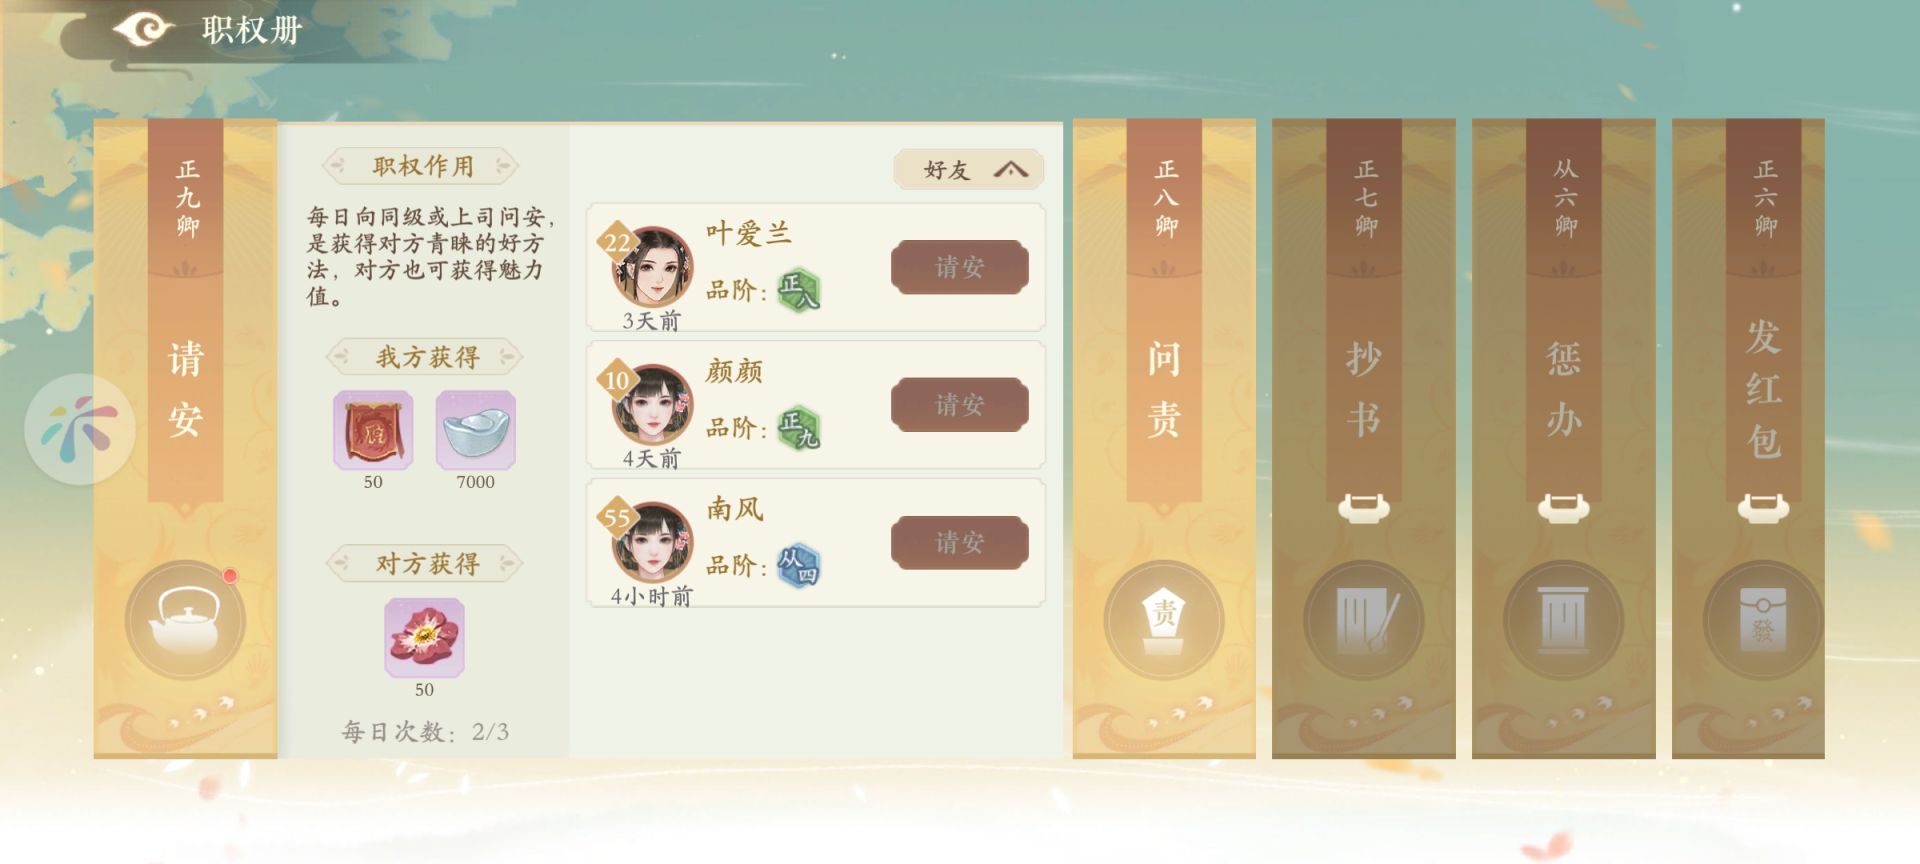 职权册
正九卿
请安
职权作用
每日向同级或上司问安,
是获得对方青睐的好方
法，对方也可获得魅力
值。
我方获得
50
7000
对方获得
50
每日次数：2/3
好友
22
叶爱兰
品阶：正八
3天前
请安
10
颜颜
品阶：正九
4天前
请安
55
南风
品阶：从四
4小时前
请安
正八卿
问责
责
正七卿
抄书
从六卿
惩办
正六卿
发红包
發